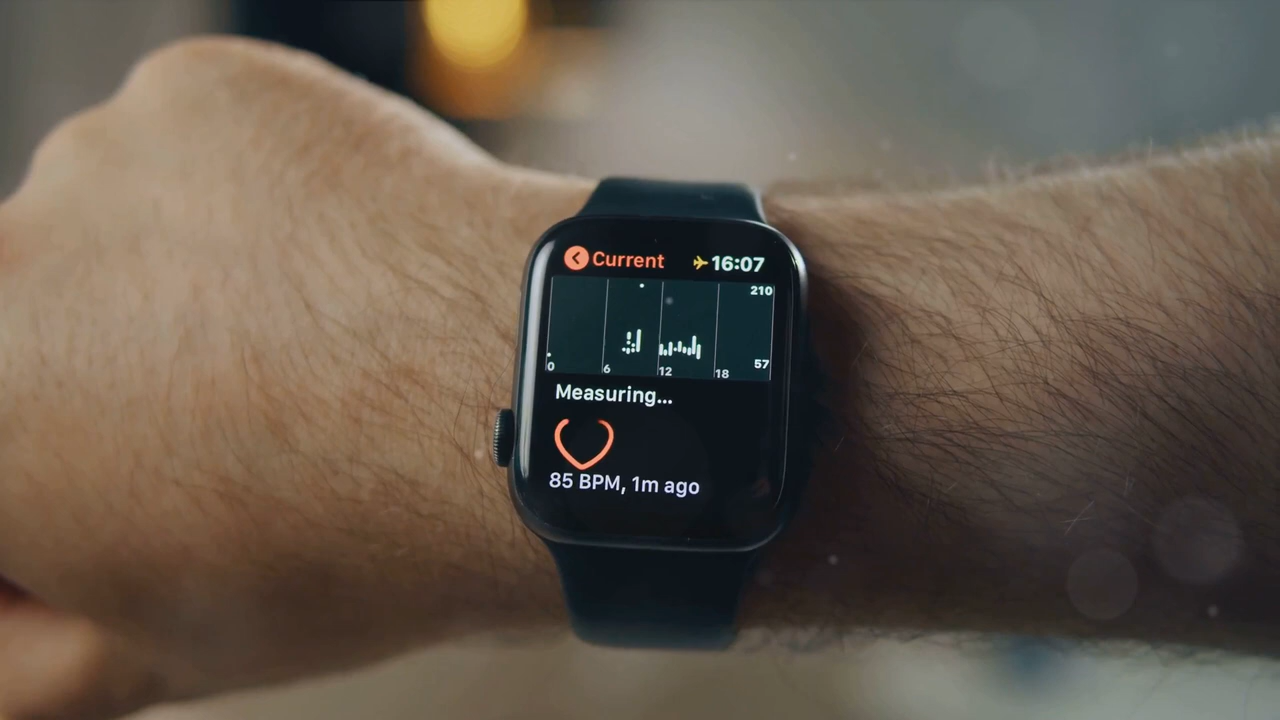 Current 16:07
210
57
0 6 12 18
Measuring...
85 BPM, 1m ago